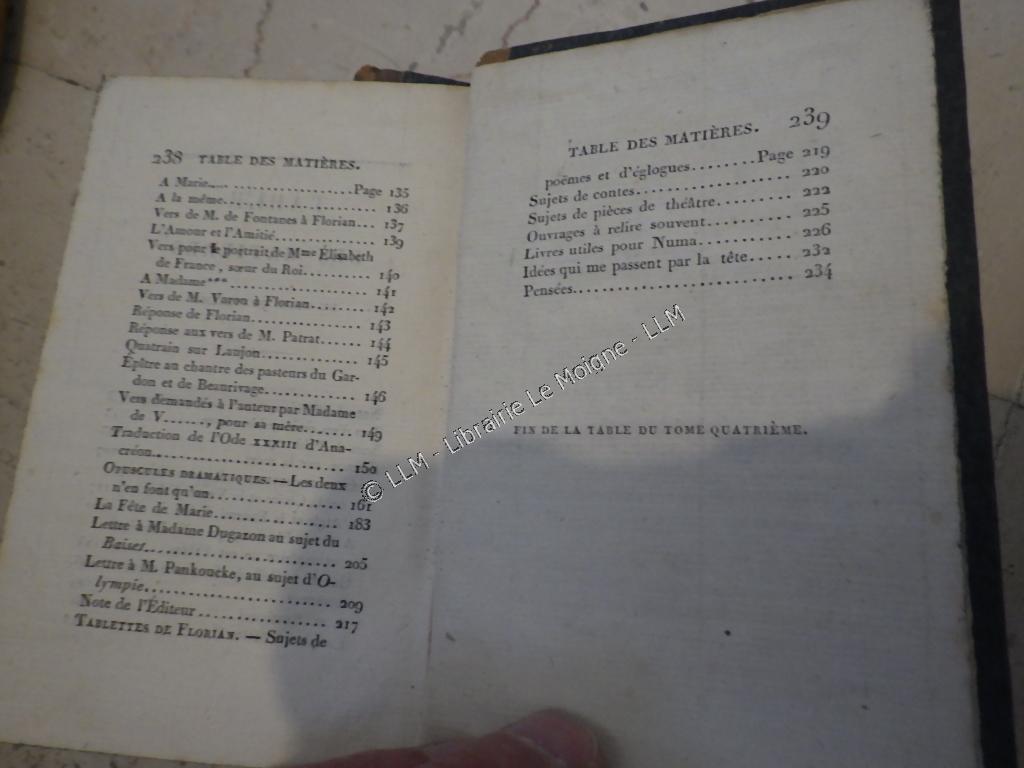 238 TABLE DES MATIÈRES.
A Marie..... .....................Page 135
A la même............................ 136
Vers de M. de Fontanes à Florian... 137
L'Amour et l'Amitié................. 139
Vers pour le portrait de Mme Élisabeth
de France, sœur du Roi.......... 140
A Madame***........................ 141
Vers de M. Varon à Florian........ 142
Réponse de Florian................ 143
Réponse aux vers de M. Patrat..... 144
Quatrain sur Laujon............... 145
Épître au chantre des pasteurs du Gar-
don et de Beaurivage............ 146
Vers demandés à l'auteur par Madame
de V......., pour sa mère....... 149
Traduction de l'Ode XXXIII d'Ana-
créon........................... 150
OPUSCULES DRAMATIQUES. — Les deux
n'en font qu'un................. 161
La Fête de Marie.................. 183
Lettre à Madame Dugazon au sujet du
Baiser.......................... 205
Lettre à M. Pankoucke, au sujet d'O-
lympie.......................... 209
Note de l'Éditeur................. 217
TABLETTES DE FLORIAN. — Sujets de
TABLE DES MATIÈRES. 239
poëmes et d'églogues........Page 219
Sujets de contes.................. 220
Sujets de pièces de théâtre....... 222
Ouvrages à relire souvent......... 225
Livres utiles pour Numa........... 226
Idées qui me passent par la tête...... 232
Pensées........................... 234
FIN DE LA TABLE DU TOME QUATRIÈME.
© LLM - Librairie Le Moigne - LLM